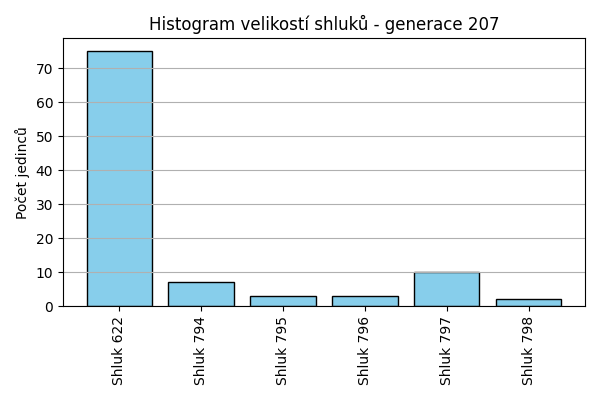 Histogram velikostí shluků - generace 207
Počet jedinců
70
60
50
40
30
20
10
0
Shluk 622
Shluk 794
Shluk 795
Shluk 796
Shluk 797
Shluk 798